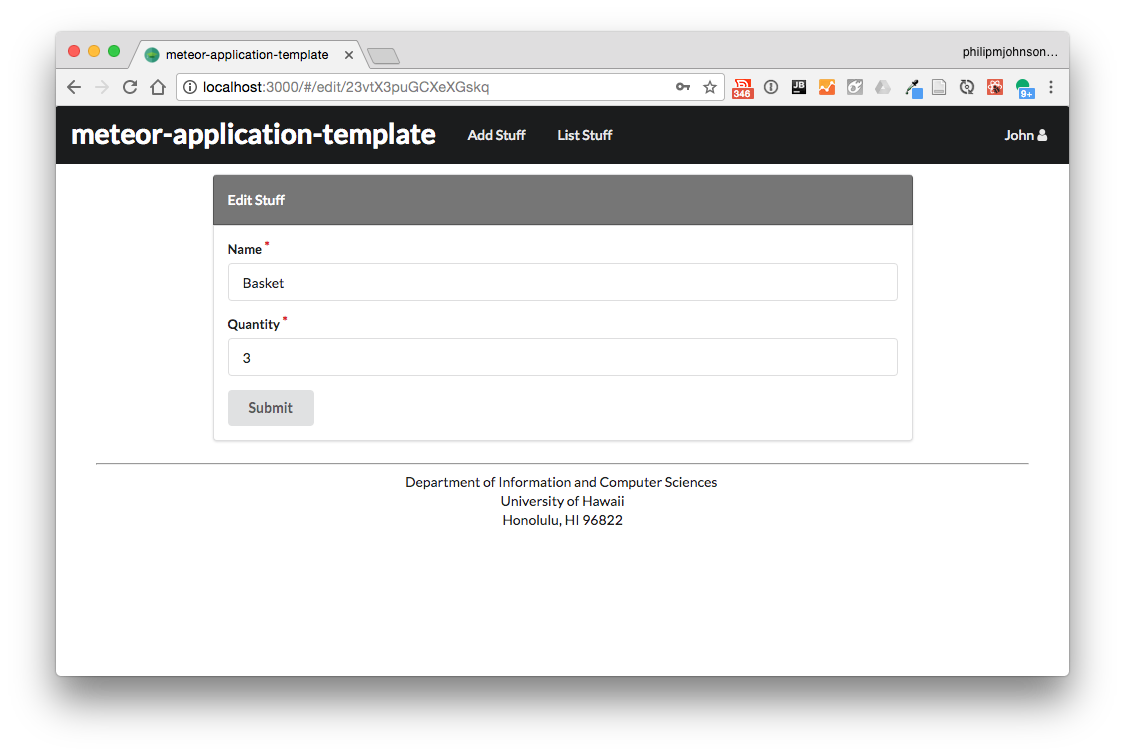 meteor-application-template
philipmjohnson...
localhost:3000/#/edit/23vtX3puGCXeXGskq
346
JB
9+
meteor-application-template Add Stuff List Stuff John
Edit Stuff
Name *
Basket
Quantity *
3
Submit
Department of Information and Computer Sciences
University of Hawaii
Honolulu, HI 96822